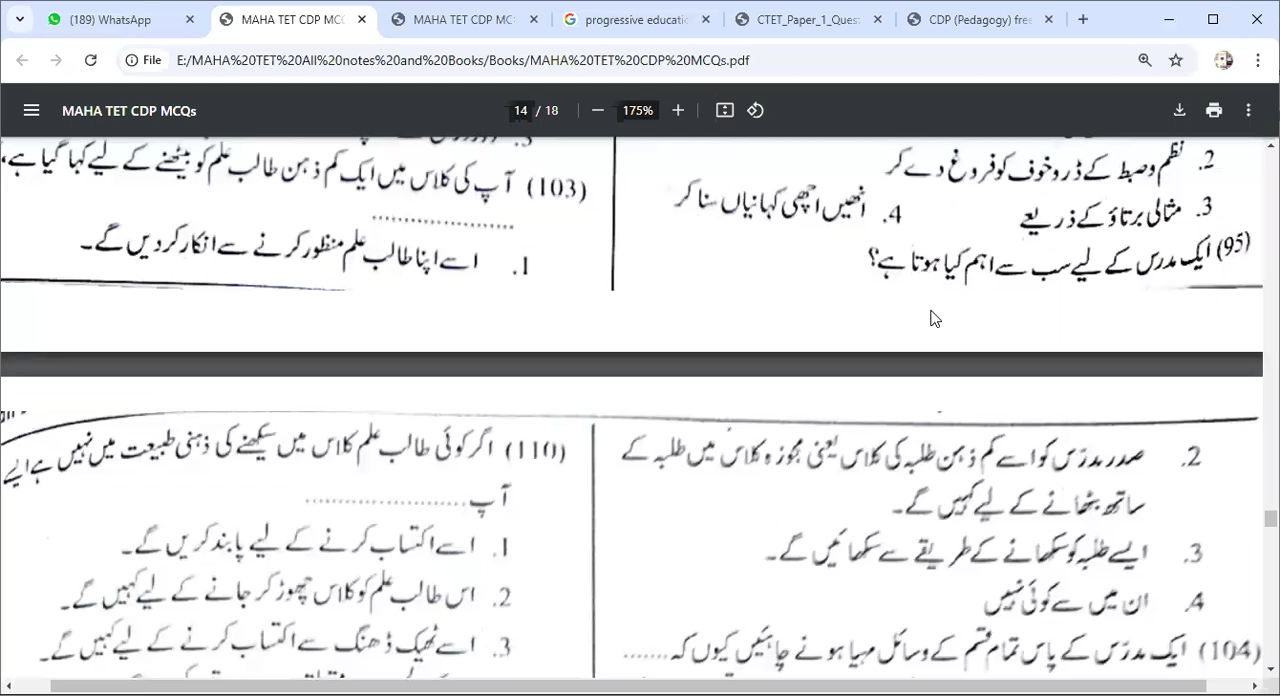 (189) WhatsApp
MAHA TET CDP MC
MAHA TET CDP MC
progressive educati
CTET_Paper_1_Ques
CDP (Pedagogy) fre
File
E:/MAHA%20TET%20All%20notes%20and%20Books/Books/MAHA%20TET%20CDP%20MCQs.pdf
MAHA TET CDP MCQs
14 / 18
175%
2. نظم وضبط کے ڈر و خوف کو فروغ دے کر
3. مثالی برتاؤ کے ذریعے
4. انھیں اچھی کہانیاں سنا کر
(95) ایک مدرس کے لیے سب سے اہم کیا ہوتا ہے؟
(103) آپ کی کلاس میں ایک کم ذہن طالب علم کو بیٹھنے کے لیے کہا گیا ہے،
......................
1. اسے اپنا طالب علم منظور کرنے سے انکار کردیں گے۔
2. صدر مدرّس کو اسے کم ذہن طلبہ کی کلاس یعنی مجوزہ کلاس میں طلبہ کے
ساتھ بٹھانے کے لیے کہیں گے۔
3. ایسے طلبہ کو سکھانے کے طریقے سے سکھائیں گے۔
4. ان میں سے کوئی نہیں
(104) ایک مدرّس کے پاس تمام قسم کے وسائل مہیا ہونے چاہئیں کیوں کہ .......
(110) اگر کوئی طالب علم کلاس میں سیکھنے کی ذہنی طبیعت میں نہیں ہے ایسے
آپ ......................
1. اسے اکتساب کرنے کے لیے پابند کریں گے۔
2. اس طالب علم کو کلاس چھوڑ کر جانے کے لیے کہیں گے۔
3. اسے ٹھیک ڈھنگ سے اکتساب کرنے کے لیے کہیں گے۔